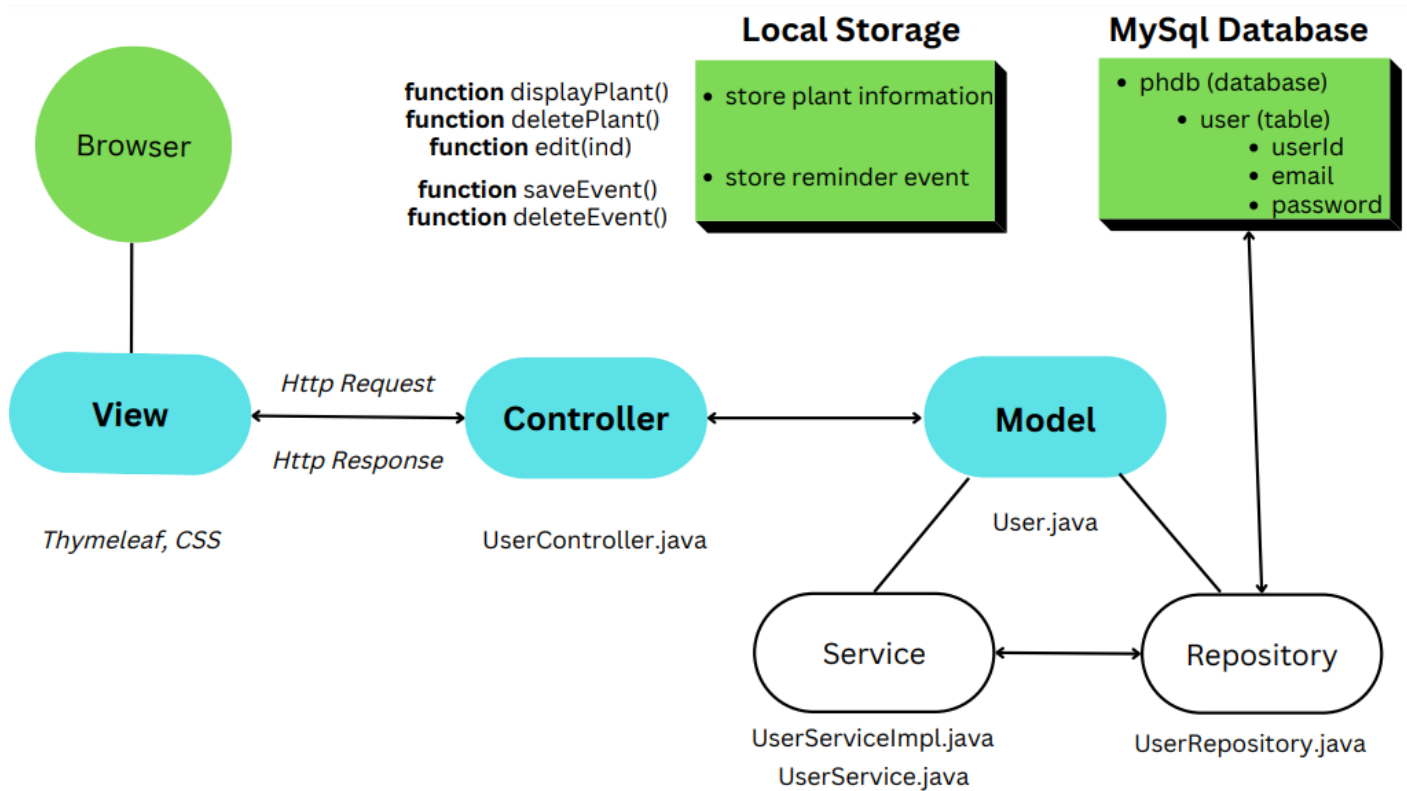 Local Storage
MySql Database
Browser
function displayPlant()
function deletePlant()
function edit(ind)
function saveEvent()
function deleteEvent()
• store plant information
• store reminder event
• phdb (database)
• user (table)
• userId
• email
• password
View
Http Request
Http Response
Controller
Model
Thymeleaf, CSS
UserController.java
User.java
Service
Repository
UserServiceImpl.java
UserService.java
UserRepository.java